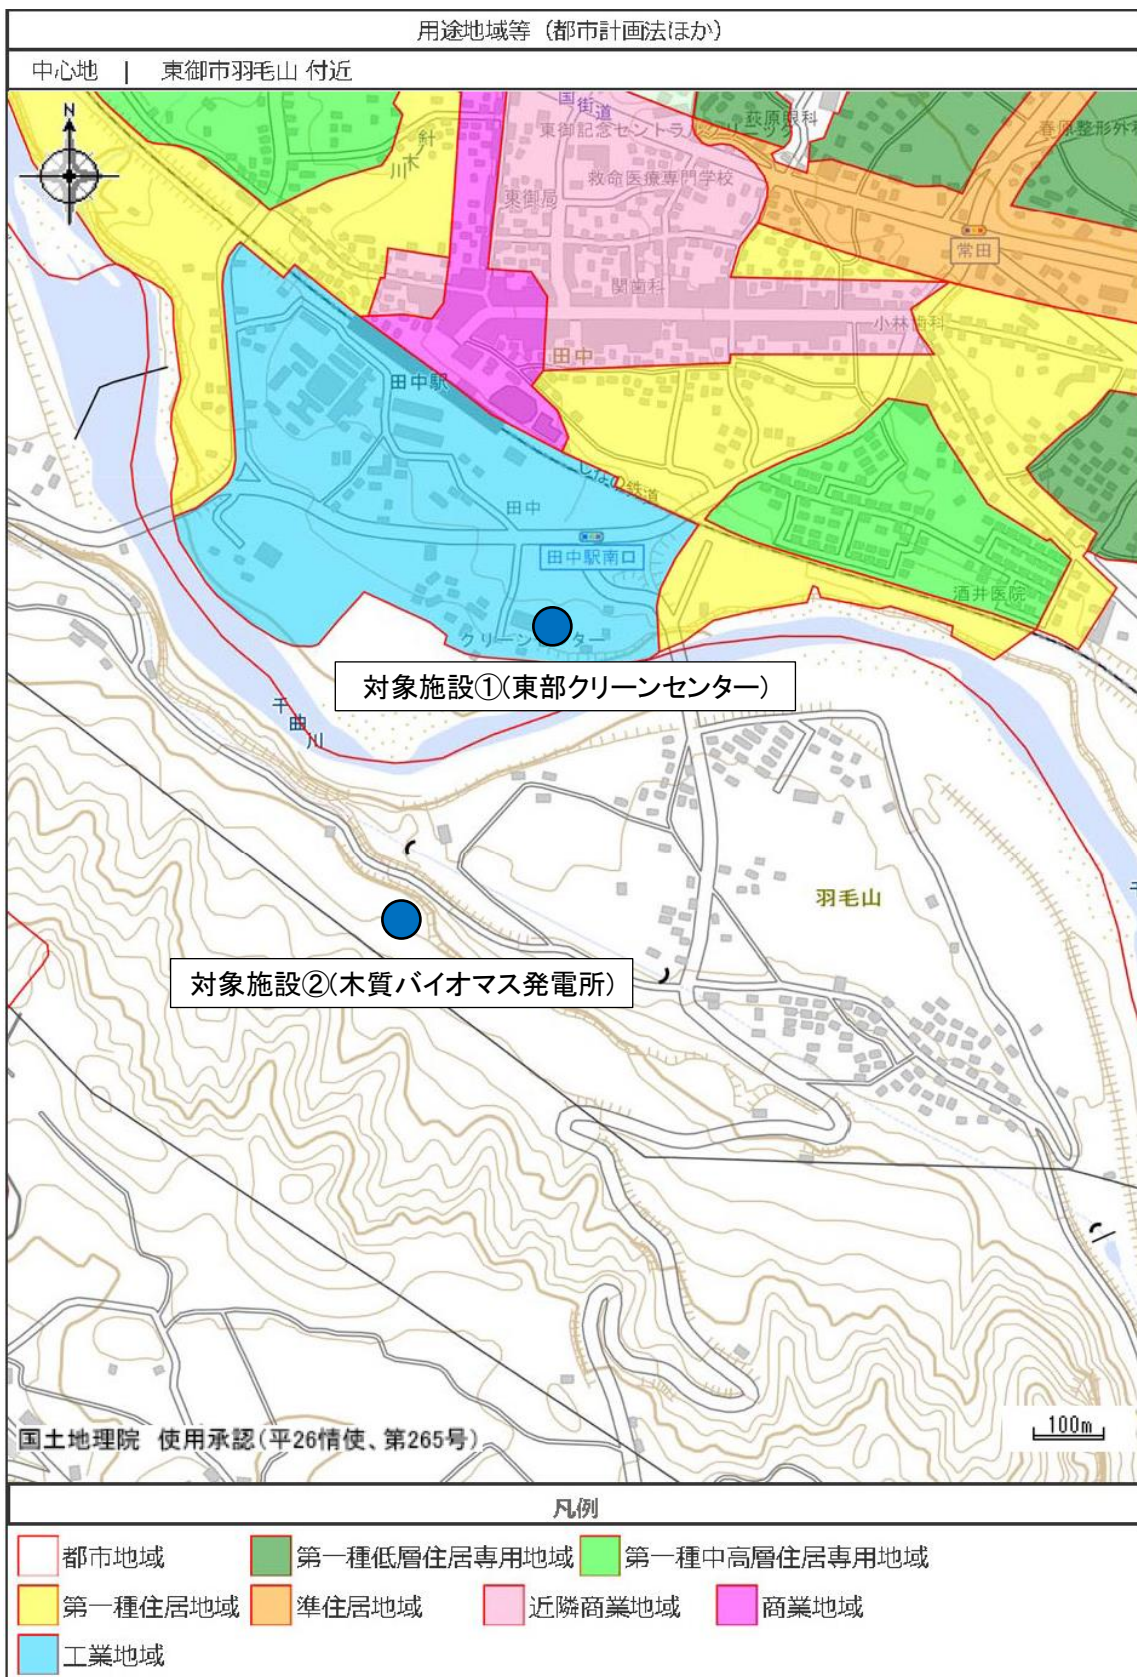 用途地域等（都市計画法ほか）
中心地 | 東御市羽毛山 付近
N
国街道
荻原眼科
東御記念セントラルクリニック
春原整形外科
針木川
救命医療専門学校
東御局
常田
関歯科
小林歯科
田中
田中駅
しなの鉄道
田中
田中駅南口
酒井医院
クリーンセンター
対象施設①(東部クリーンセンター)
千曲川
羽毛山
対象施設②(木質バイオマス発電所)
国土地理院 使用承認(平26情使、第265号)
100m
凡例
都市地域 第一種低層住居専用地域 第一種中高層住居専用地域
第一種住居地域 準住居地域 近隣商業地域 商業地域
工業地域